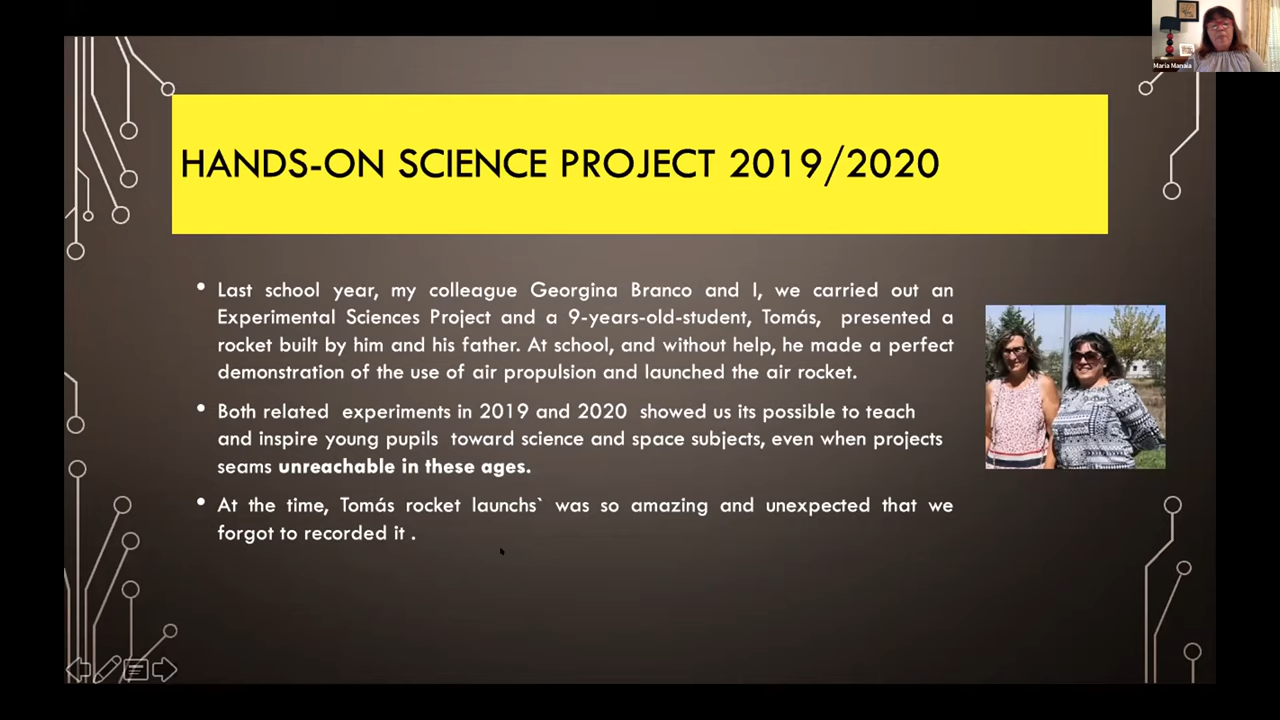 Maria Manaia
HANDS-ON SCIENCE PROJECT 2019/2020
• Last school year, my colleague Georgina Branco and I, we carried out an
Experimental Sciences Project and a 9-years-old-student, Tomás, presented a
rocket built by him and his father. At school, and without help, he made a perfect
demonstration of the use of air propulsion and launched the air rocket.
• Both related experiments in 2019 and 2020 showed us its possible to teach
and inspire young pupils toward science and space subjects, even when projects
seams unreachable in these ages.
• At the time, Tomás rocket launchs` was so amazing and unexpected that we
forgot to recorded it .